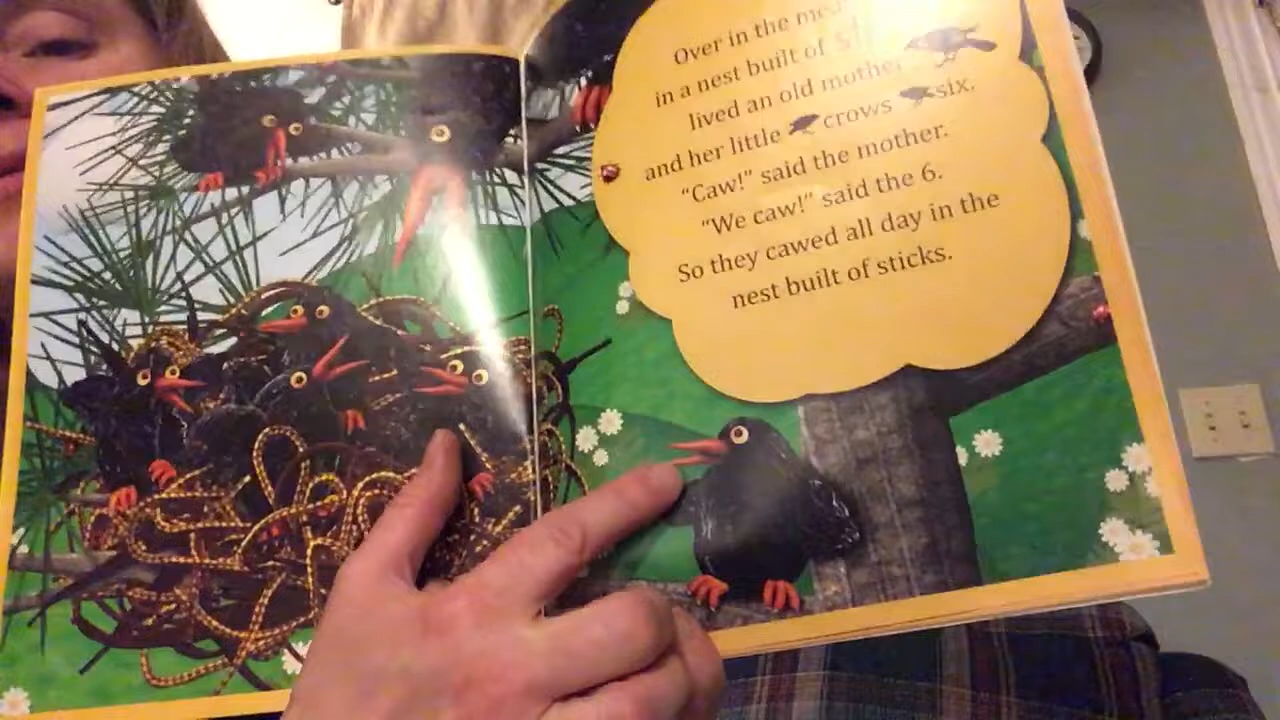 Over in the
in a nest built of
lived an old mother
and her little crows six.
“Caw!” said the mother.
“We caw!” said the 6.
So they cawed all day in the
nest built of sticks.